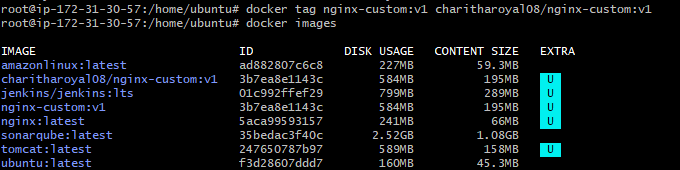 root@ip-172-31-30-57:/home/ubuntu# docker tag nginx-custom:v1 charitharoyal08/nginx-custom:v1
root@ip-172-31-30-57:/home/ubuntu# docker images
IMAGE ID DISK USAGE CONTENT SIZE EXTRA
amazonlinux:latest ad882807c6c8 227MB 59.3MB
charitharoyal08/nginx-custom:v1 3b7ea8e1143c 584MB 195MB U
jenkins/jenkins:lts 01c992ffef29 799MB 289MB U
nginx-custom:v1 3b7ea8e1143c 584MB 195MB U
nginx:latest 5aca99593157 241MB 66MB U
sonarqube:latest 35bedac3f40c 2.52GB 1.08GB
tomcat:latest 247650787b97 589MB 158MB U
ubuntu:latest f3d28607ddd7 160MB 45.3MB